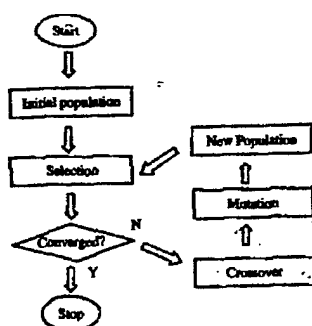 Start
Initial population
New Population
Selection
Mutation
N
Converged?
Y
Crossover
Stop